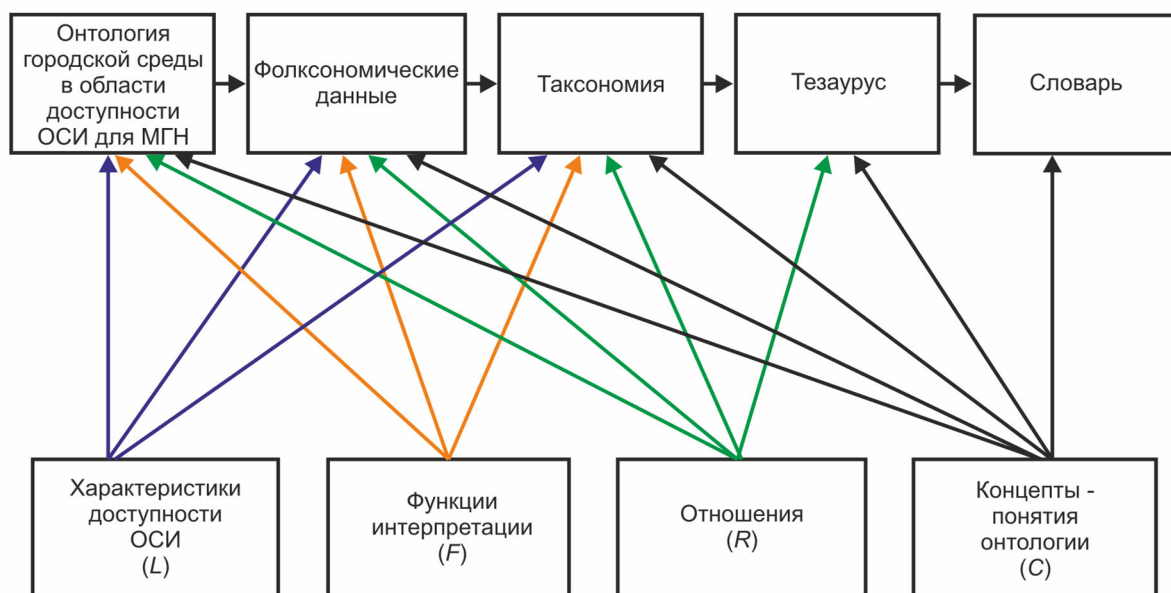 Онтология
городской среды
в области
доступности
ОСИ для МГН
Фолксономические
данные
Таксономия
Тезаурус
Словарь
Характеристики
доступности
ОСИ
(L)
Функции
интерпретации
(F)
Отношения
(R)
Концепты -
понятия
онтологии
(C)